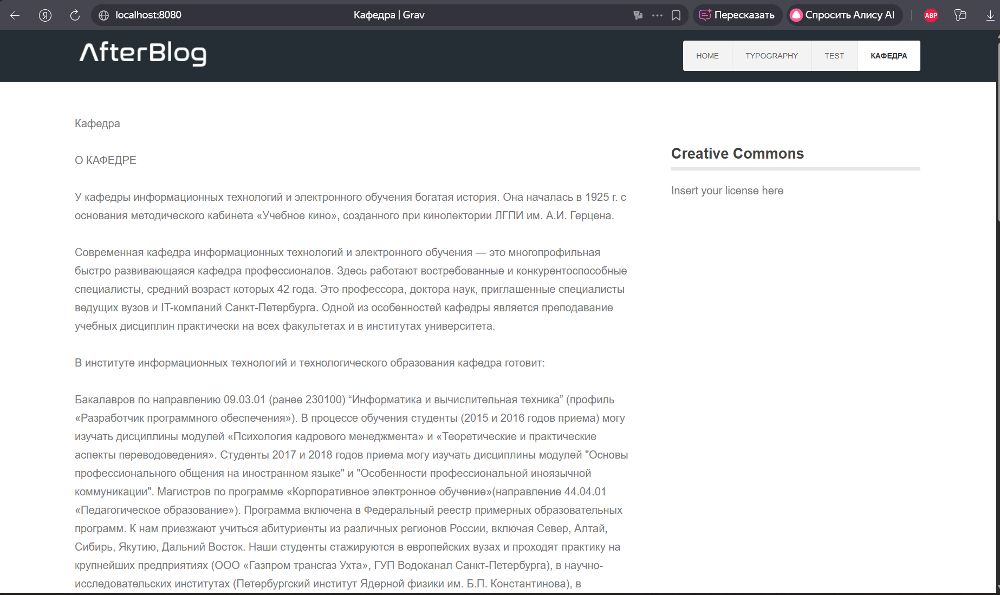 localhost:8080
Кафедра | Grav
Пересказать
Спросить Алису AI
ABP
AfterBlog
HOME
TYPOGRAPHY
TEST
КАФЕДРА
Кафедра
О КАФЕДРЕ
У кафедры информационных технологий и электронного обучения богатая история. Она началась в 1925 г. с
основания методического кабинета «Учебное кино», созданного при кинолектории ЛГПИ им. А.И. Герцена.
Современная кафедра информационных технологий и электронного обучения — это многопрофильная
быстро развивающаяся кафедра профессионалов. Здесь работают востребованные и конкурентоспособные
специалисты, средний возраст которых 42 года. Это профессора, доктора наук, приглашенные специалисты
ведущих вузов и IT-компаний Санкт-Петербурга. Одной из особенностей кафедры является преподавание
учебных дисциплин практически на всех факультетах и в институтах университета.
В институте информационных технологий и технологического образования кафедра готовит:
Бакалавров по направлению 09.03.01 (ранее 230100) “Информатика и вычислительная техника” (профиль
«Разработчик программного обеспечения»). В процессе обучения студенты (2015 и 2016 годов приема) могу
изучать дисциплины модулей «Психология кадрового менеджмента» и «Теоретические и практические
аспекты переводоведения». Студенты 2017 и 2018 годов приема могу изучать дисциплины модулей "Основы
профессионального общения на иностранном языке" и "Особенности профессиональной иноязычной
коммуникации". Магистров по программе «Корпоративное электронное обучение»(направление 44.04.01
«Педагогическое образование»). Программа включена в Федеральный реестр примерных образовательных
программ. К нам приезжают учиться абитуриенты из различных регионов России, включая Север, Алтай,
Сибирь, Якутию, Дальний Восток. Наши студенты стажируются в европейских вузах и проходят практику на
крупнейших предприятиях (ООО «Газпром трансгаз Ухта», ГУП Водоканал Санкт-Петербурга), в научно-
исследовательских институтах (Петербургский институт Ядерной физики им. Б.П. Константинова), в
Creative Commons
Insert your license here